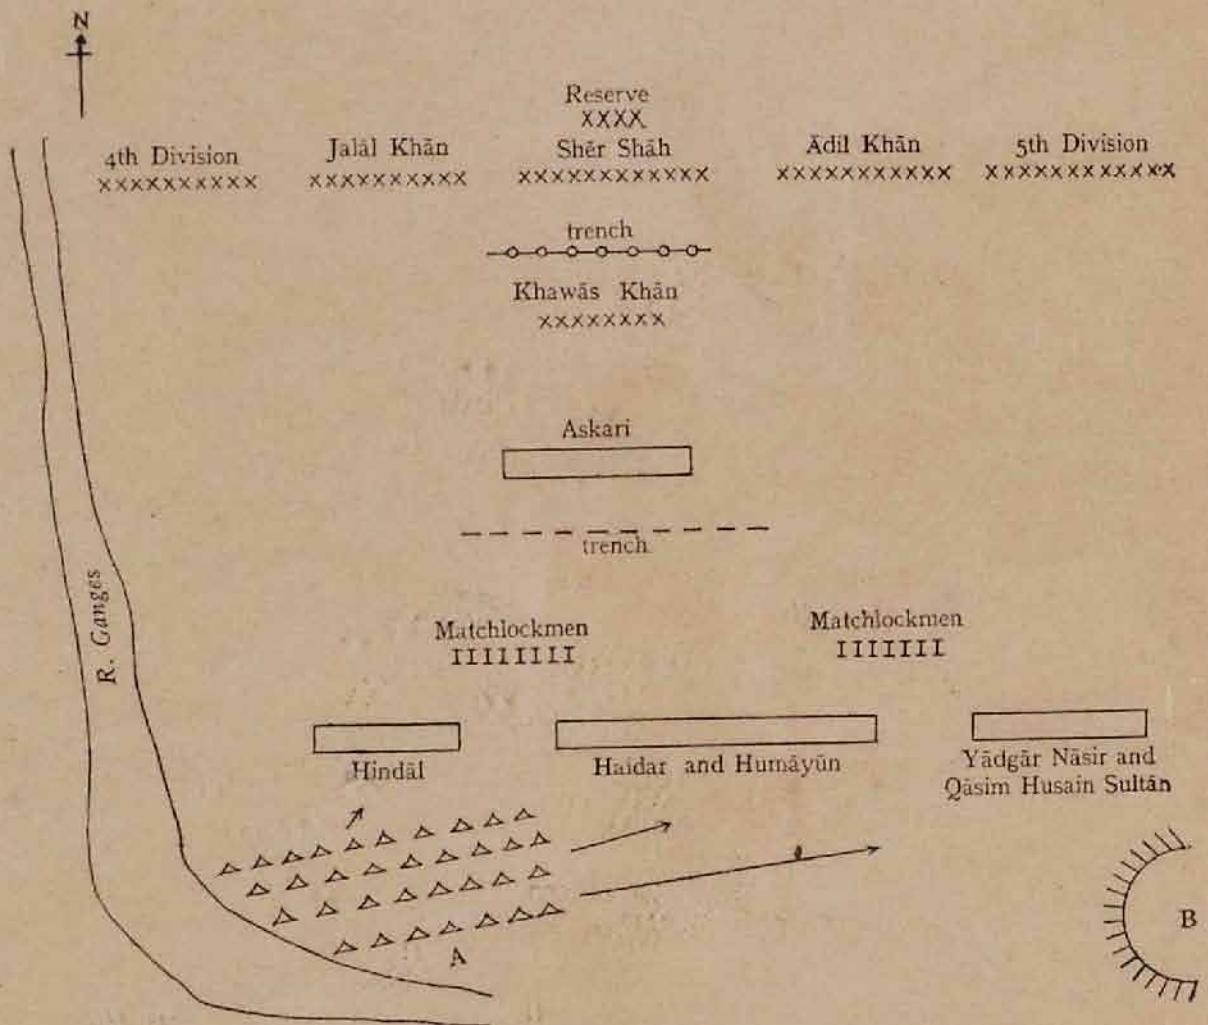 N
Reserve
XXXX
4th Division
Jalāl Khān
Shēr Shāh
Ādil Khān
5th Division
XXXXXXXXXX
XXXXXXXXXX
XXXXXXXXXXXX
XXXXXXXXXXX
XXXXXXXXXXXX
trench
Khawās Khān
XXXXXXXX
Askari
trench
R. Ganges
Matchlockmen
IIIIIIII
Matchlockmen
IIIIIII
Hindāl
Haidar and Humāyūn
Yādgār Nāsir and
Qāsim Husain Sultān
A
B